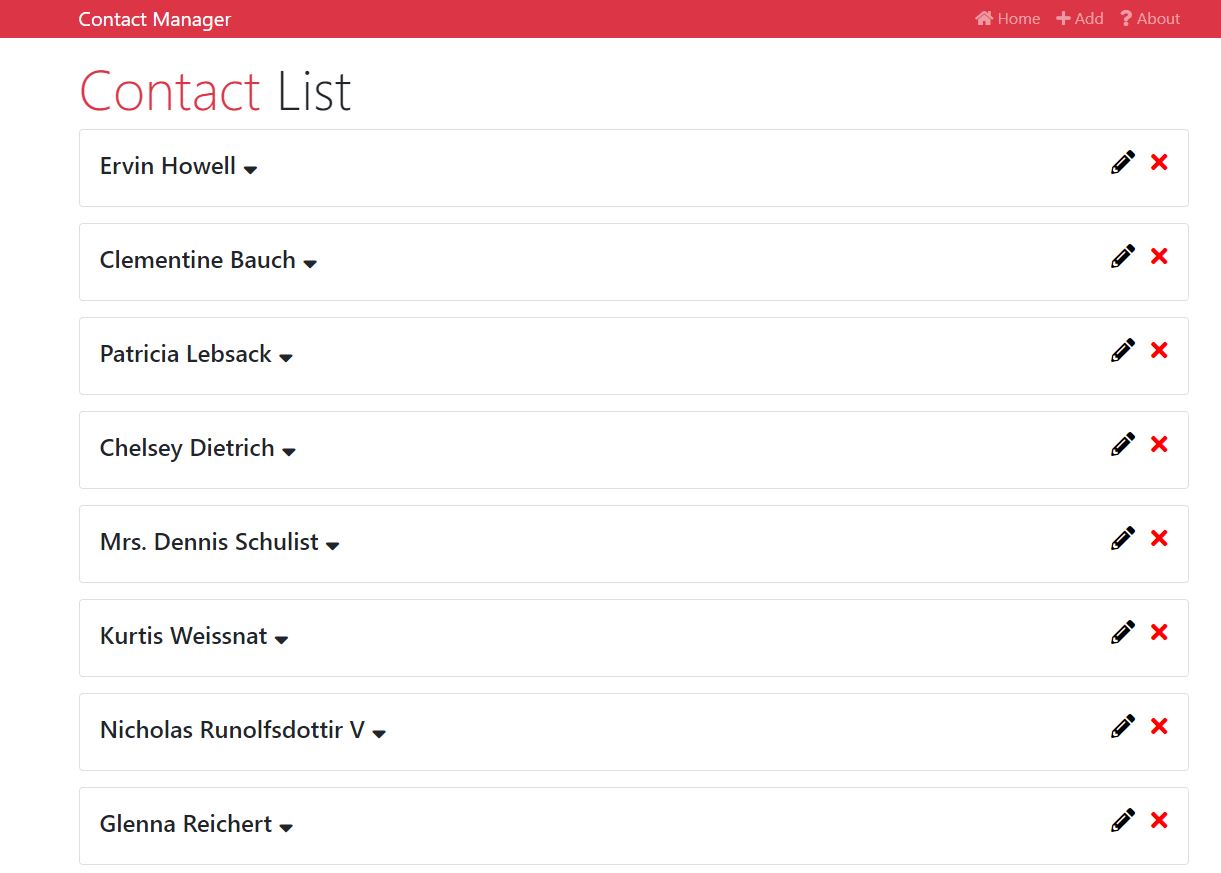 Contact Manager
Home Add About
Contact List
Ervin Howell
Clementine Bauch
Patricia Lebsack
Chelsey Dietrich
Mrs. Dennis Schulist
Kurtis Weissnat
Nicholas Runolfsdottir V
Glenna Reichert